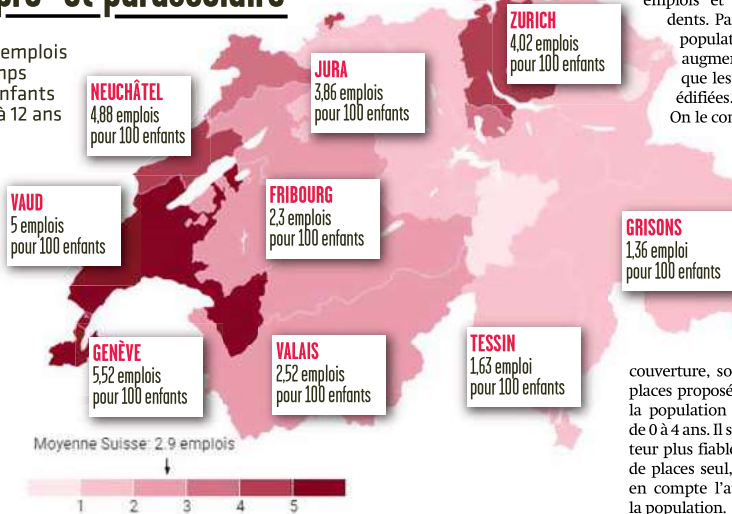 pré- et parascolaire
emplois
nps
nfants
à 12 ans
NEUCHÂTEL
4,88 emplois
pour 100 enfants
JURA
3,86 emplois
pour 100 enfants
ZURICH
4,02 emplois
pour 100 enfants
VAUD
5 emplois
pour 100 enfants
FRIBOURG
2,3 emplois
pour 100 enfants
GRISONS
1,36 emploi
pour 100 enfants
GENÈVE
5,52 emplois
pour 100 enfants
VALAIS
2,52 emplois
pour 100 enfants
TESSIN
1,63 emploi
pour 100 enfants
Moyenne Suisse: 2.9 emplois
1 2 3 4 5
emplois et
dents. Pa
populat
augmen
que les
édifiées.
On le con
couverture, so
places proposé
la population
de 0 à 4 ans. Il s
teur plus fiable
de places seul,
en compte l'a
la population.